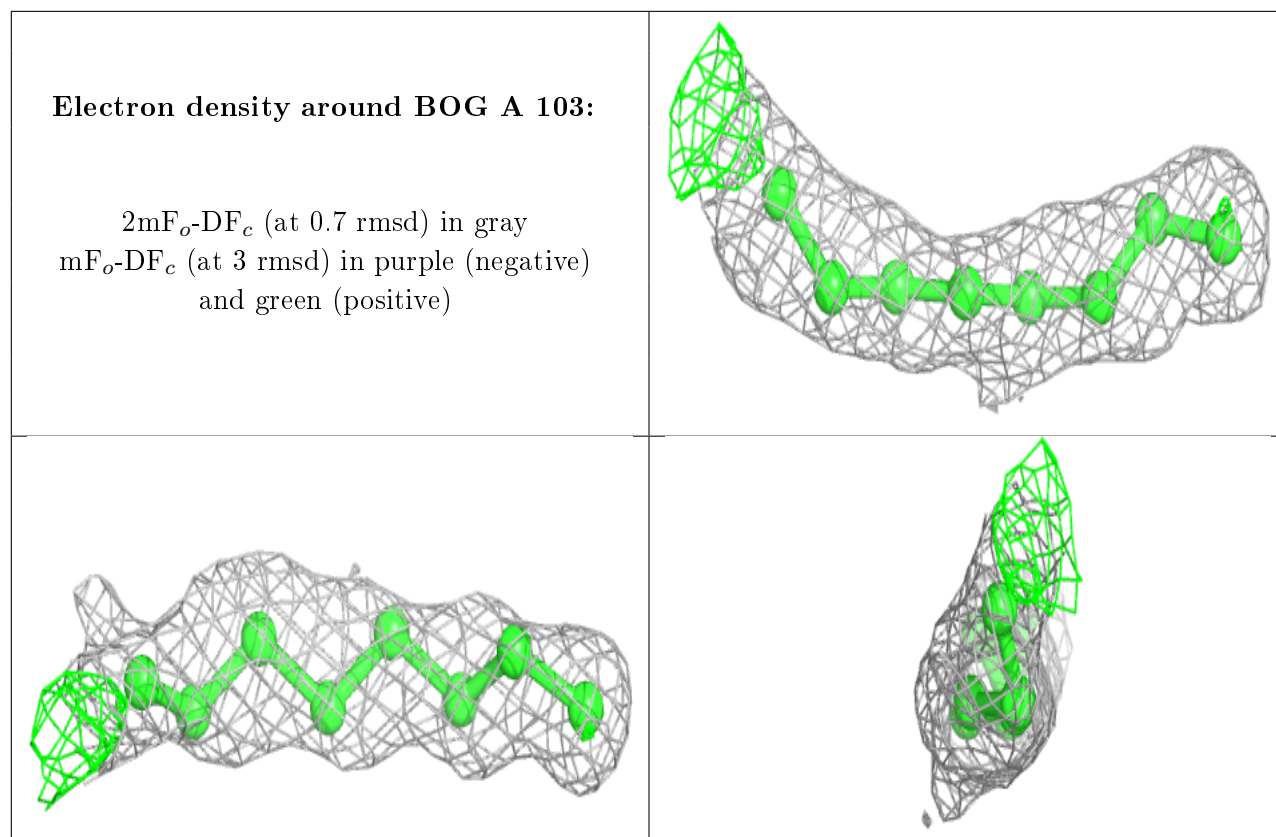 Electron density around BOG A 103:
2mFo-DFc (at 0.7 rmsd) in gray
mFo-DFc (at 3 rmsd) in purple (negative)
and green (positive)